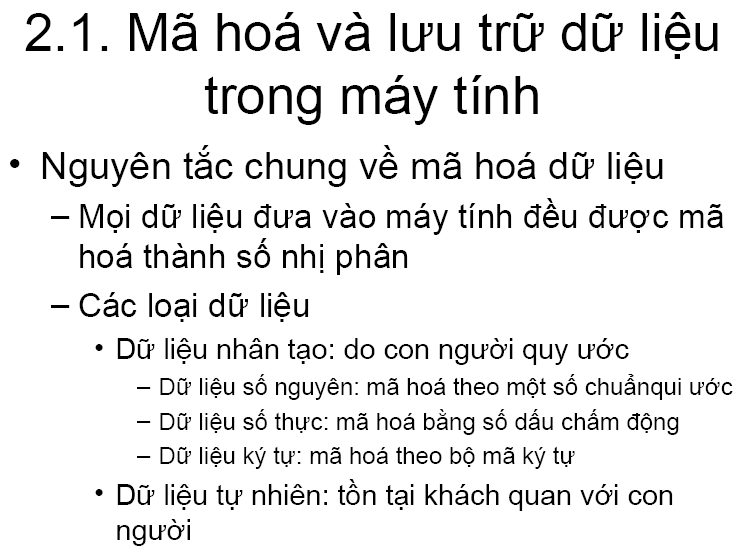 2.1. Mã hoá và lưu trữ dữ liệu
trong máy tính
• Nguyên tắc chung về mã hoá dữ liệu
– Mọi dữ liệu đưa vào máy tính đều được mã
hoá thành số nhị phân
– Các loại dữ liệu
• Dữ liệu nhân tạo: do con người quy ước
– Dữ liệu số nguyên: mã hoá theo một số chuẩnqui ước
– Dữ liệu số thực: mã hoá bằng số dấu chấm động
– Dữ liệu ký tự: mã hoá theo bộ mã ký tự
• Dữ liệu tự nhiên: tồn tại khách quan với con
người